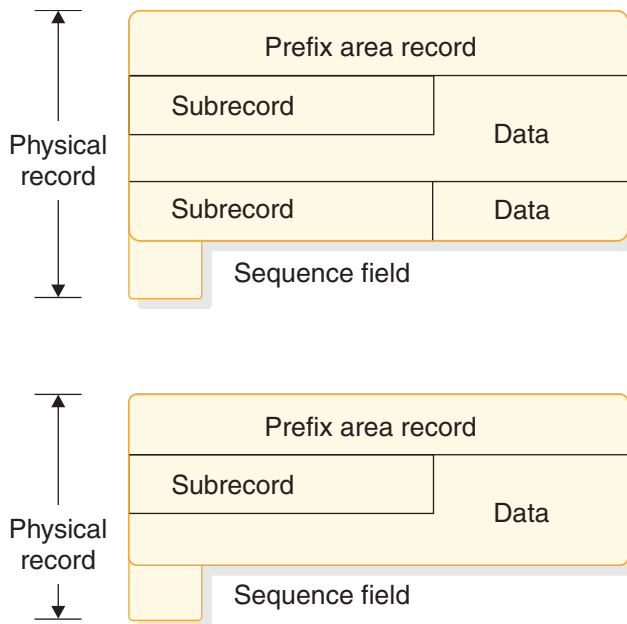 Prefix area record
Subrecord
Data
Physical
record
Subrecord
Data
Sequence field
Prefix area record
Subrecord
Data
Physical
record
Sequence field